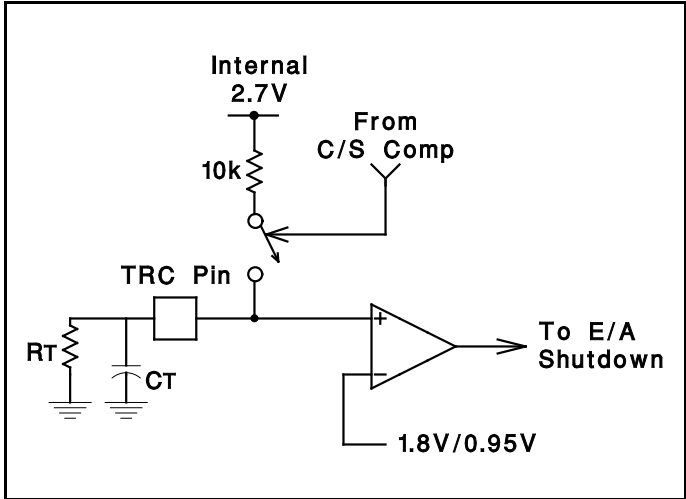 Internal
2.7V
From
C/S Comp
10k
TRC Pin
RT
CT
To E/A
Shutdown
1.8V/0.95V